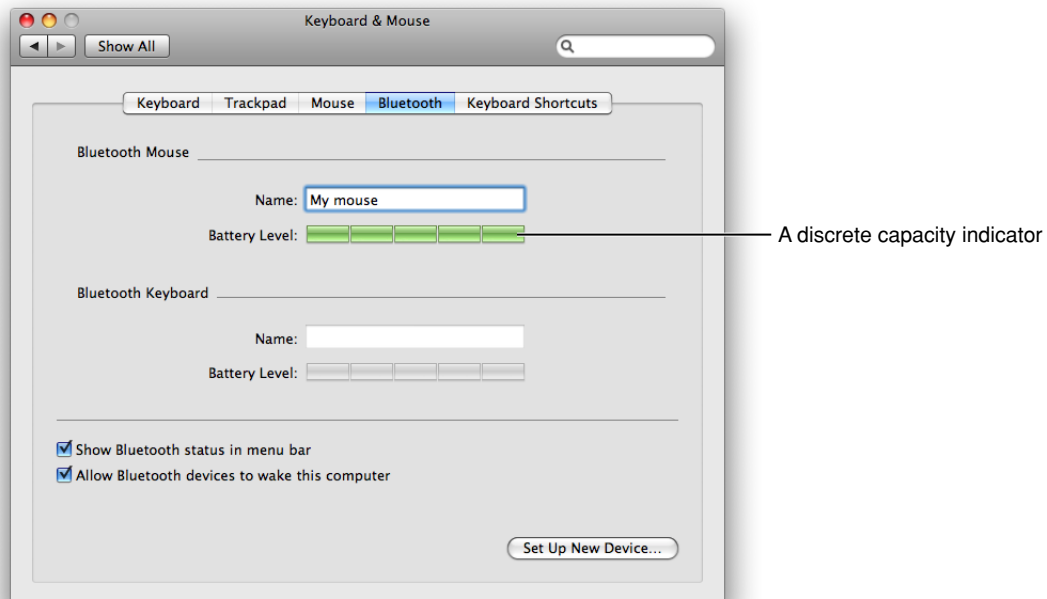 Keyboard & Mouse
Show All
Keyboard Trackpad Mouse Bluetooth Keyboard Shortcuts
Bluetooth Mouse
Name: My mouse
Battery Level:
A discrete capacity indicator
Bluetooth Keyboard
Name:
Battery Level:
Show Bluetooth status in menu bar
Allow Bluetooth devices to wake this computer
Set Up New Device...